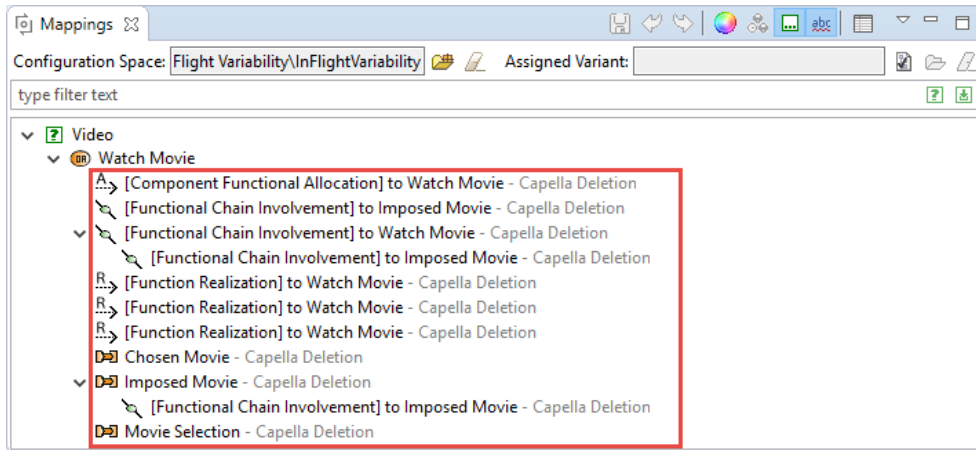 Mappings
abc
Configuration Space: Flight Variability\InFlightVariability Assigned Variant:
type filter text
? Video
OR Watch Movie
A [Component Functional Allocation] to Watch Movie - Capella Deletion
[Functional Chain Involvement] to Imposed Movie - Capella Deletion
[Functional Chain Involvement] to Watch Movie - Capella Deletion
[Functional Chain Involvement] to Imposed Movie - Capella Deletion
R [Function Realization] to Watch Movie - Capella Deletion
R [Function Realization] to Watch Movie - Capella Deletion
R [Function Realization] to Watch Movie - Capella Deletion
Chosen Movie - Capella Deletion
Imposed Movie - Capella Deletion
[Functional Chain Involvement] to Imposed Movie - Capella Deletion
Movie Selection - Capella Deletion